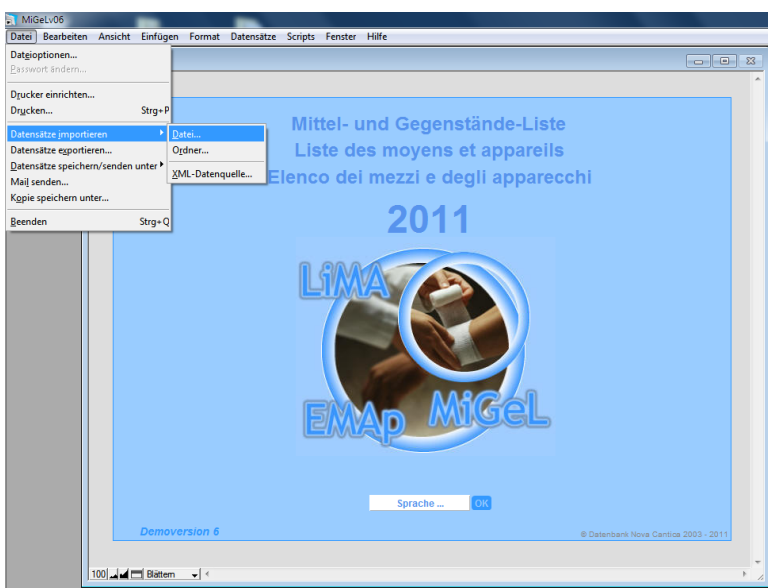 MiGeLv06
Datei Bearbeiten Ansicht Einfügen Format Datensätze Scripts Fenster Hilfe
Dateioptionen...
Passwort ändern...
Drucker einrichten...
Drucken... Strg+P
Datensätze importieren
Datensätze exportieren...
Datensätze speichern/senden unter
Mail senden...
Kopie speichern unter...
Beenden Strg+Q
Datei...
Ordner...
XML-Datenquelle...
Mittel- und Gegenstände-Liste
Liste des moyens et appareils
Elenco dei mezzi e degli apparecchi
2011
LiMA
EMAp MiGeL
Sprache ... OK
Demoversion 6
© Datenbank Nova Cantica 2003 - 2011
100 Blättern